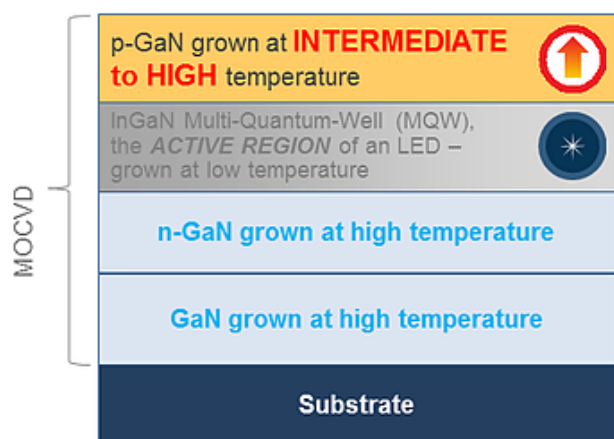 p-GaN grown at INTERMEDIATE
to HIGH temperature
InGaN Multi-Quantum-Well (MQW),
the ACTIVE REGION of an LED –
grown at low temperature
n-GaN grown at high temperature
GaN grown at high temperature
Substrate
MOCVD